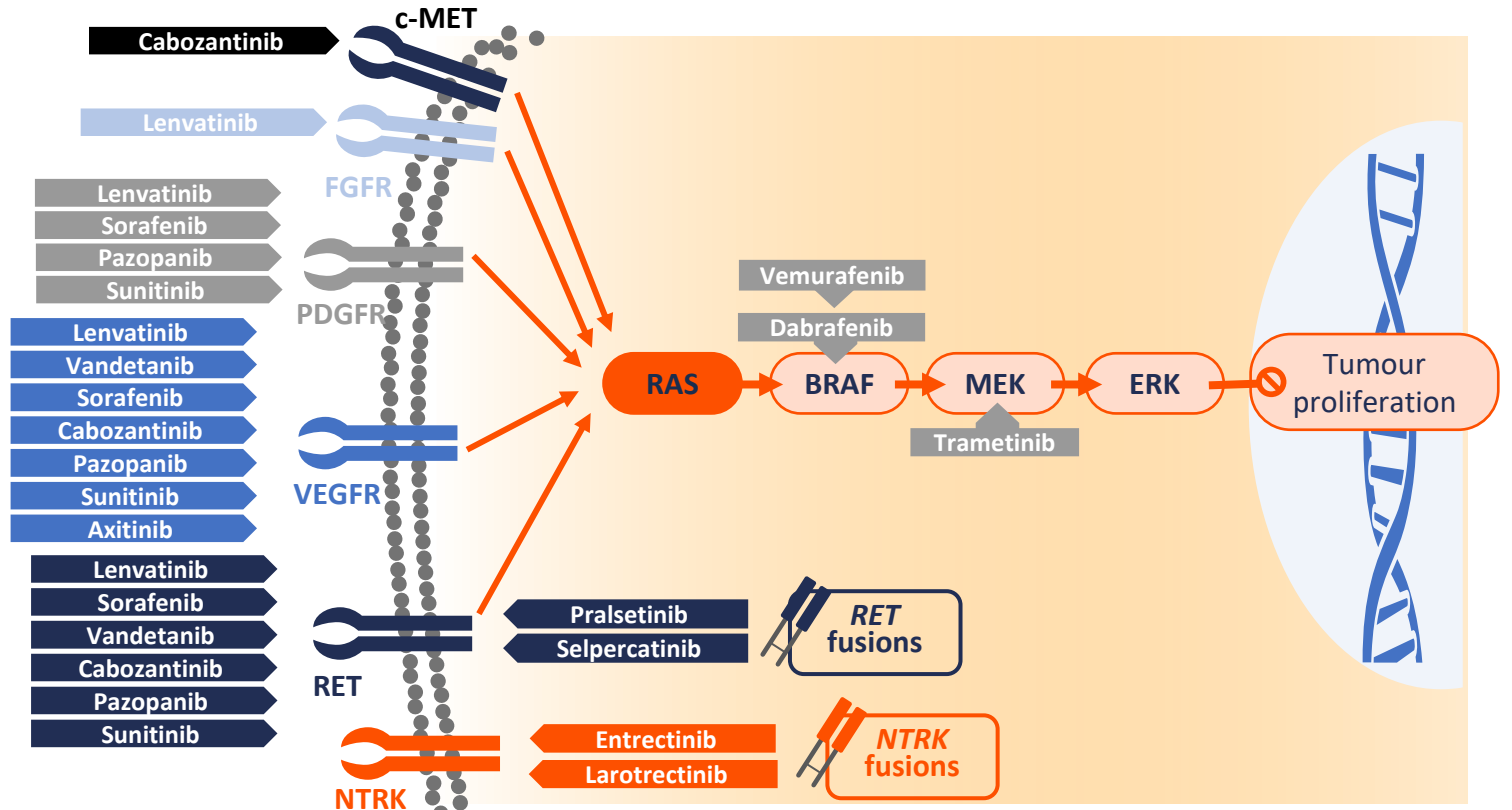 c-MET
Cabozantinib
Lenvatinib
FGFR
Lenvatinib
Sorafenib
Pazopanib
Sunitinib
PDGFR
Lenvatinib
Vandetanib
Sorafenib
Cabozantinib
Pazopanib
Sunitinib
Axitinib
VEGFR
Lenvatinib
Sorafenib
Vandetanib
Cabozantinib
Pazopanib
Sunitinib
RET
Pralsetinib
Selpercatinib
RET
fusions
Entrectinib
Larotrectinib
NTRK
fusions
NTRK
Vemurafenib
Dabrafenib
RAS
BRAF
MEK
ERK
Trametinib
Tumour
proliferation